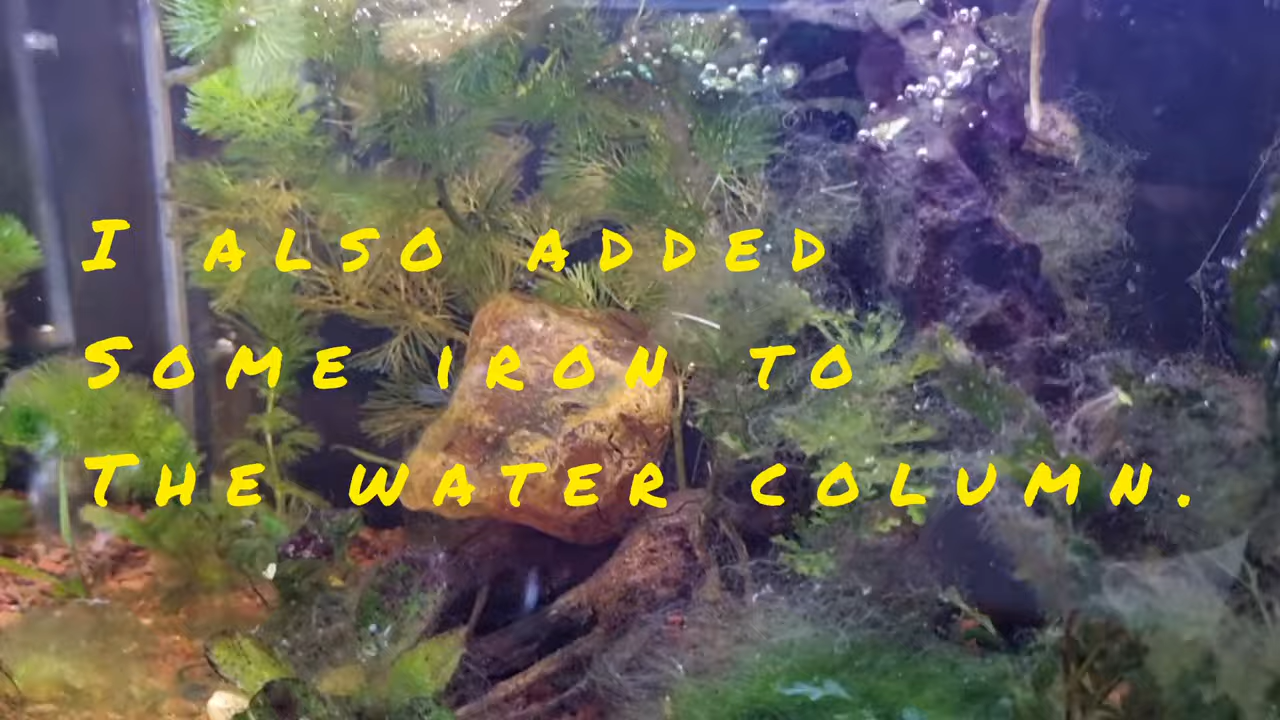 I also added
Some iron to
The water column.